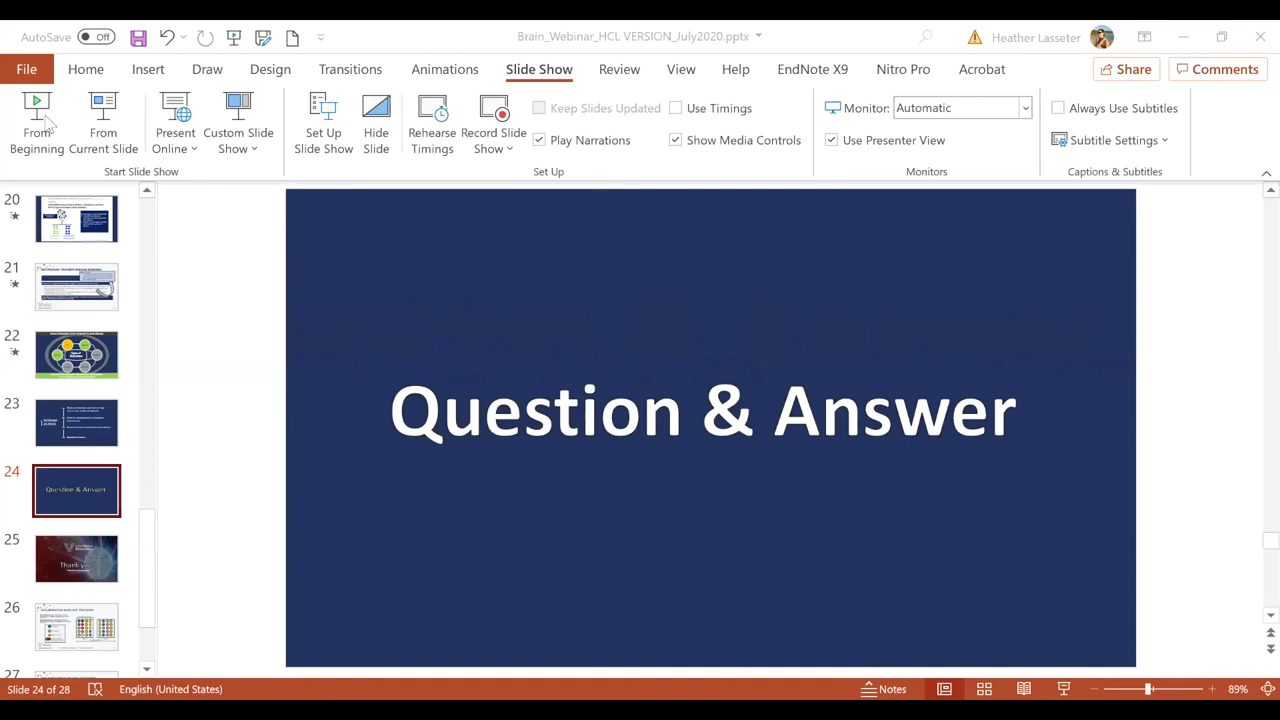 AutoSave Off Brain_Webinar_HCL VERSION_July2020.pptx Heather Lasseter
File Home Insert Draw Design Transitions Animations Slide Show Review View Help EndNote X9 Nitro Pro Acrobat Share Comments
From Beginning
From Current Slide
Present Online
Custom Slide Show
Set Up Slide Show
Hide Slide
Rehearse Timings
Record Slide Show
Keep Slides Updated
Play Narrations
Use Timings
Show Media Controls
Monitor: Automatic
Use Presenter View
Always Use Subtitles
Subtitle Settings
Start Slide Show Set Up Monitors Captions & Subtitles
20
21
22
23
24
Question & Answer
25
Thank you
26
27
Question & Answer
Slide 24 of 28 English (United States) Notes 89%